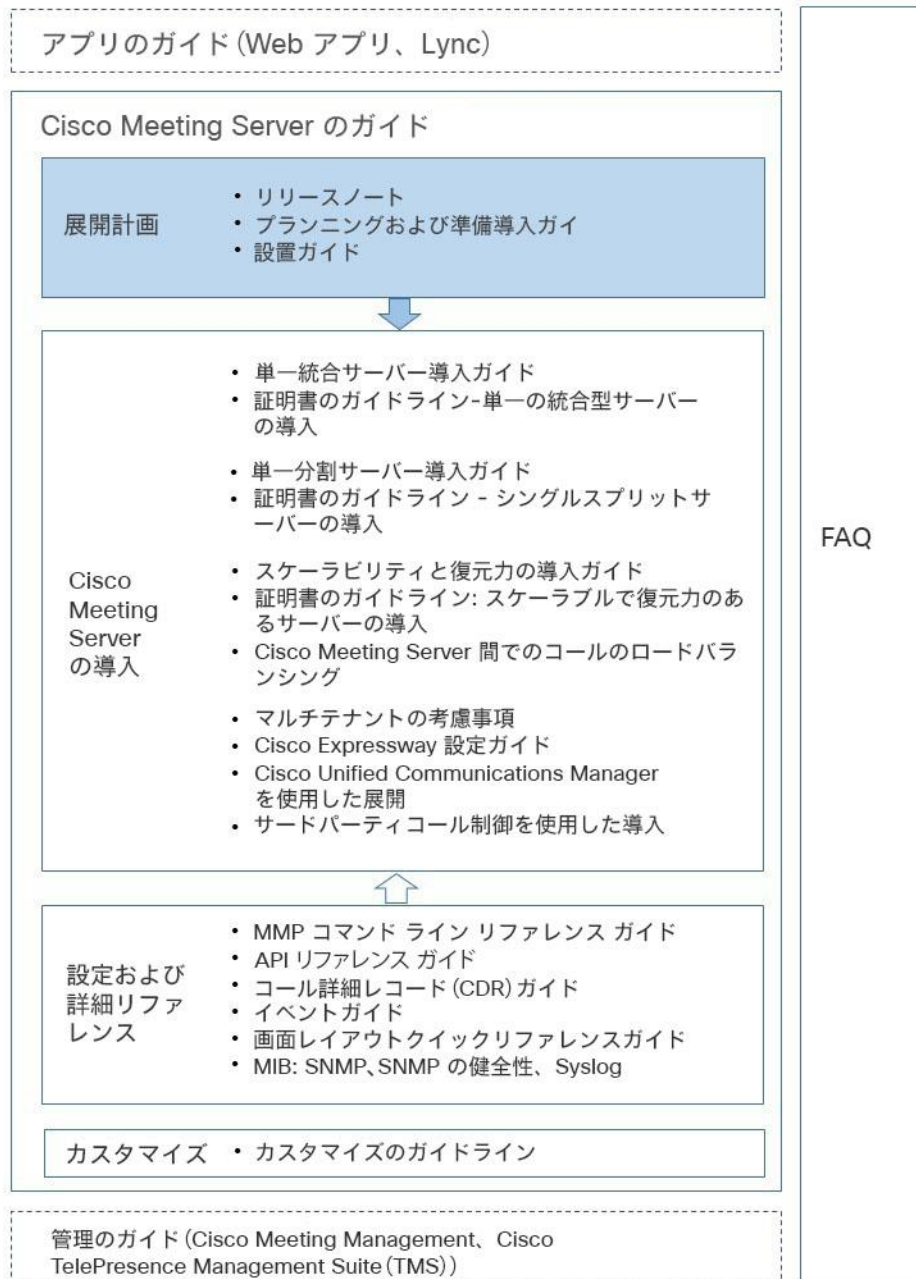 アプリのガイド(Web アプリ、Lync)
Cisco Meeting Server のガイド
展開計画
• リリースノート
• プランニングおよび準備導入ガイ
• 設置ガイド
Cisco
Meeting
Server
の導入
• 単一統合サーバー導入ガイド
• 証明書のガイドライン-単一の統合型サーバー
の導入
• 単一分割サーバー導入ガイド
• 証明書のガイドライン - シングルスプリットサ
ーバーの導入
• スケーラビリティと復元力の導入ガイド
• 証明書のガイドライン: スケーラブルで復元力のあ
るサーバーの導入
• Cisco Meeting Server 間でのコールのロードバラ
ンシング
• マルチテナントの考慮事項
• Cisco Expressway 設定ガイド
• Cisco Unified Communications Manager
を使用した展開
• サードパーティコール制御を使用した導入
設定および
詳細リファ
レンス
• MMP コマンド ライン リファレンス ガイド
• API リファレンス ガイド
• コール詳細レコード(CDR)ガイド
• イベントガイド
• 画面レイアウトクイックリファレンスガイド
• MIB: SNMP、SNMP の健全性、Syslog
カスタマイズ • カスタマイズのガイドライン
管理のガイド(Cisco Meeting Management、Cisco
TelePresence Management Suite(TMS))
FAQ